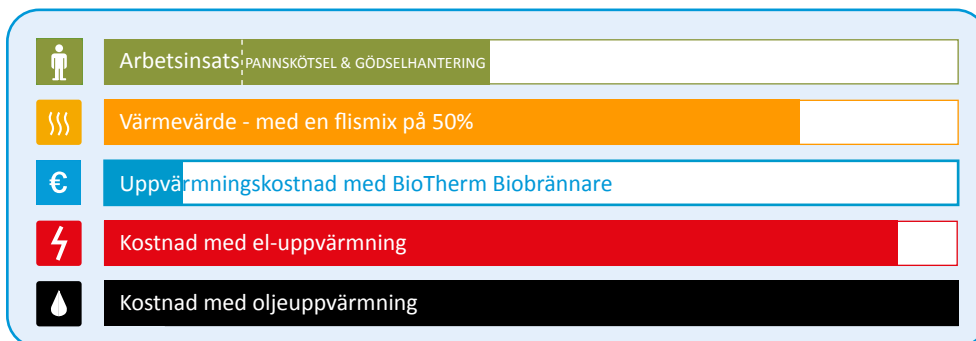 Arbetsinsats PANNSKÖTSEL & GÖDSELHANTERING
Värmevärde - med en flismix på 50%
€ Uppvärmningskostnad med BioTherm Biobrännare
Kostnad med el-uppvärmning
Kostnad med oljeuppvärmning